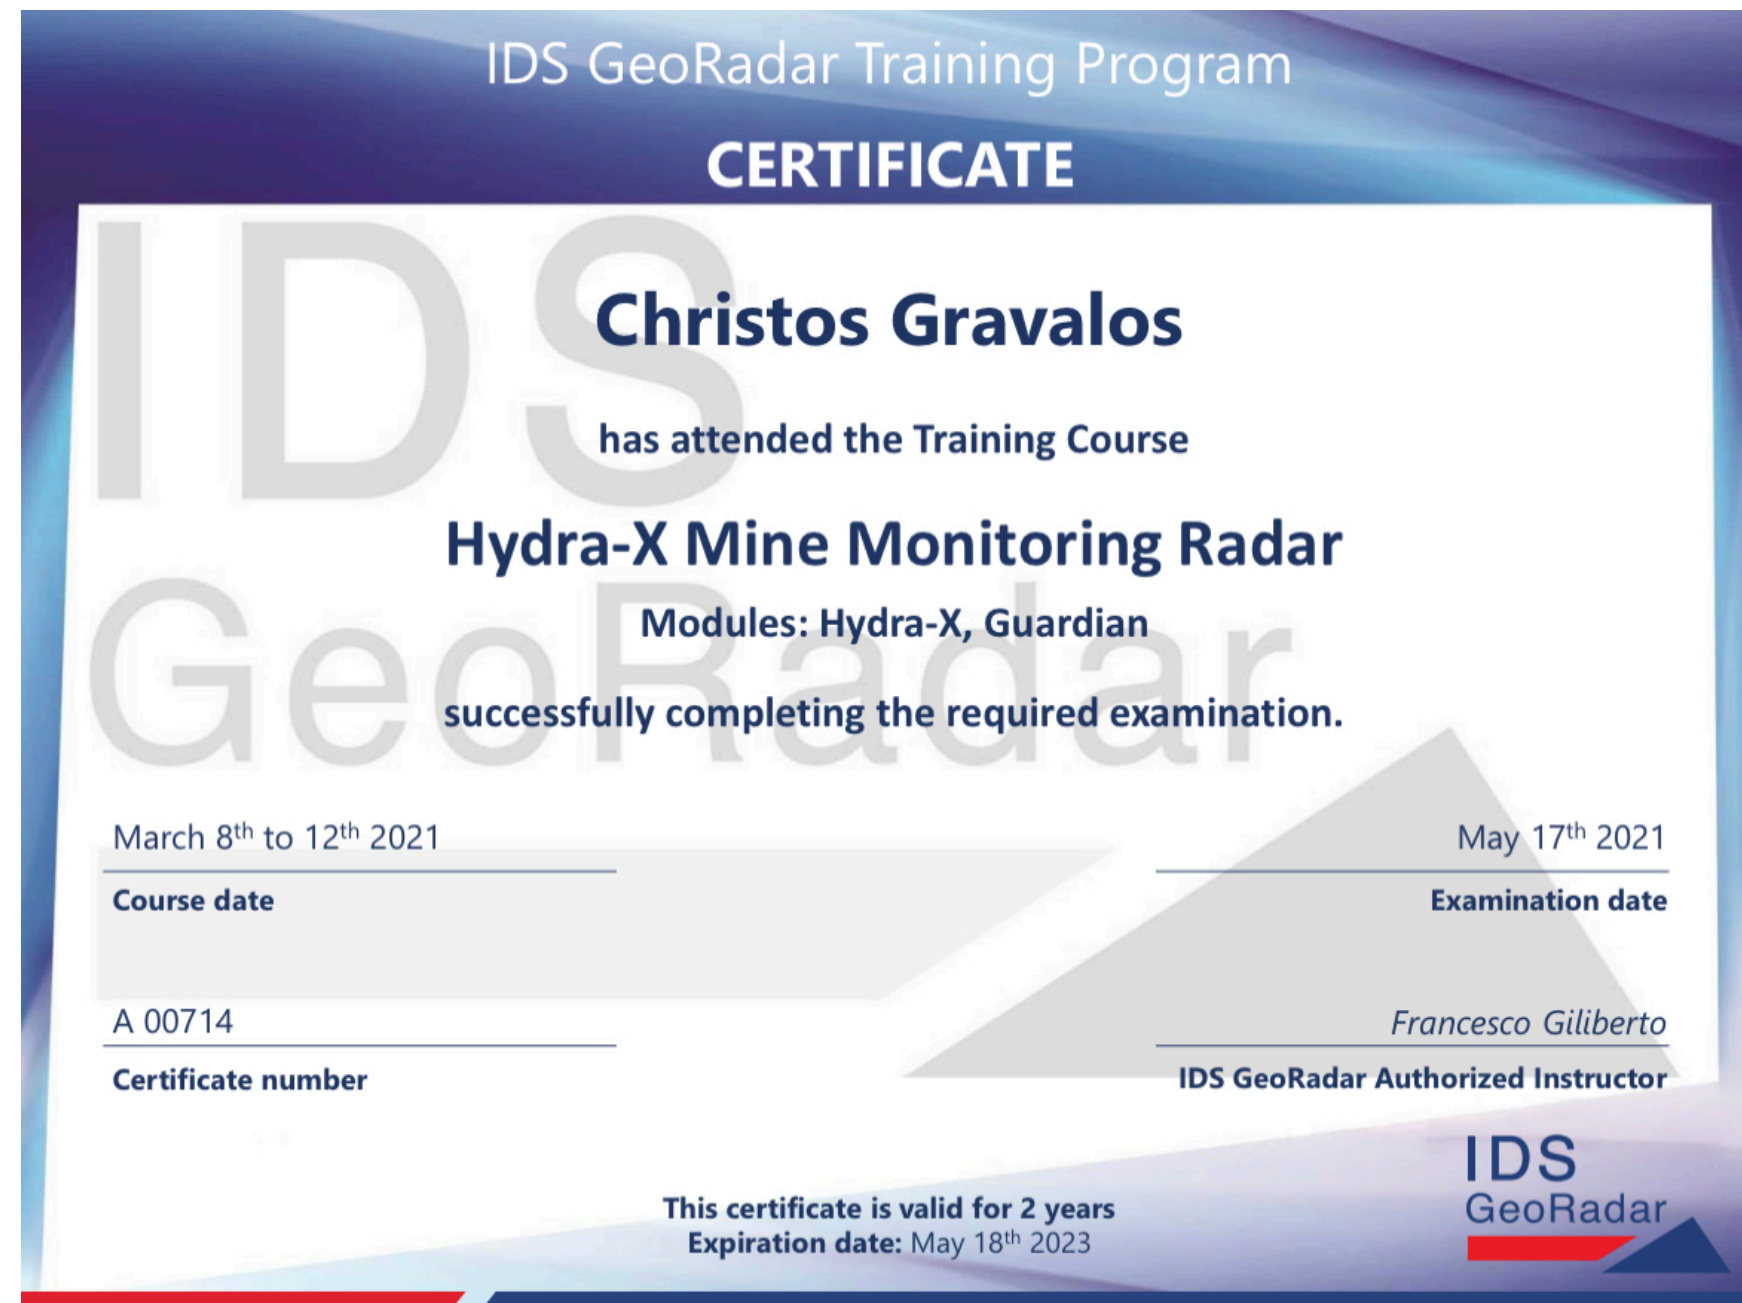 IDS GeoRadar Training Program
CERTIFICATE
IDS
GeoRadar
Christos Gravalos
has attended the Training Course
Hydra-X Mine Monitoring Radar
Modules: Hydra-X, Guardian
successfully completing the required examination.
March 8th to 12th 2021
Course date
May 17th 2021
Examination date
A 00714
Certificate number
Francesco Giliberto
IDS GeoRadar Authorized Instructor
This certificate is valid for 2 years
Expiration date: May 18th 2023
IDS
GeoRadar